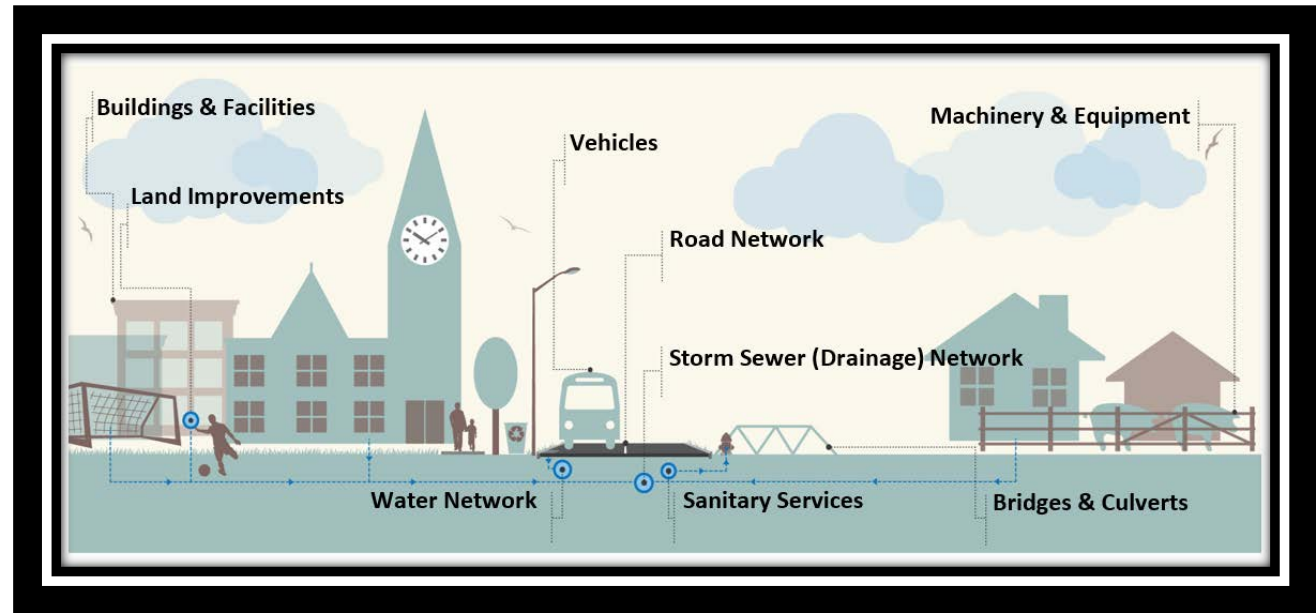 Buildings & Facilities
Machinery & Equipment
Vehicles
Land Improvements
Road Network
Storm Sewer (Drainage) Network
Water Network
Sanitary Services
Bridges & Culverts